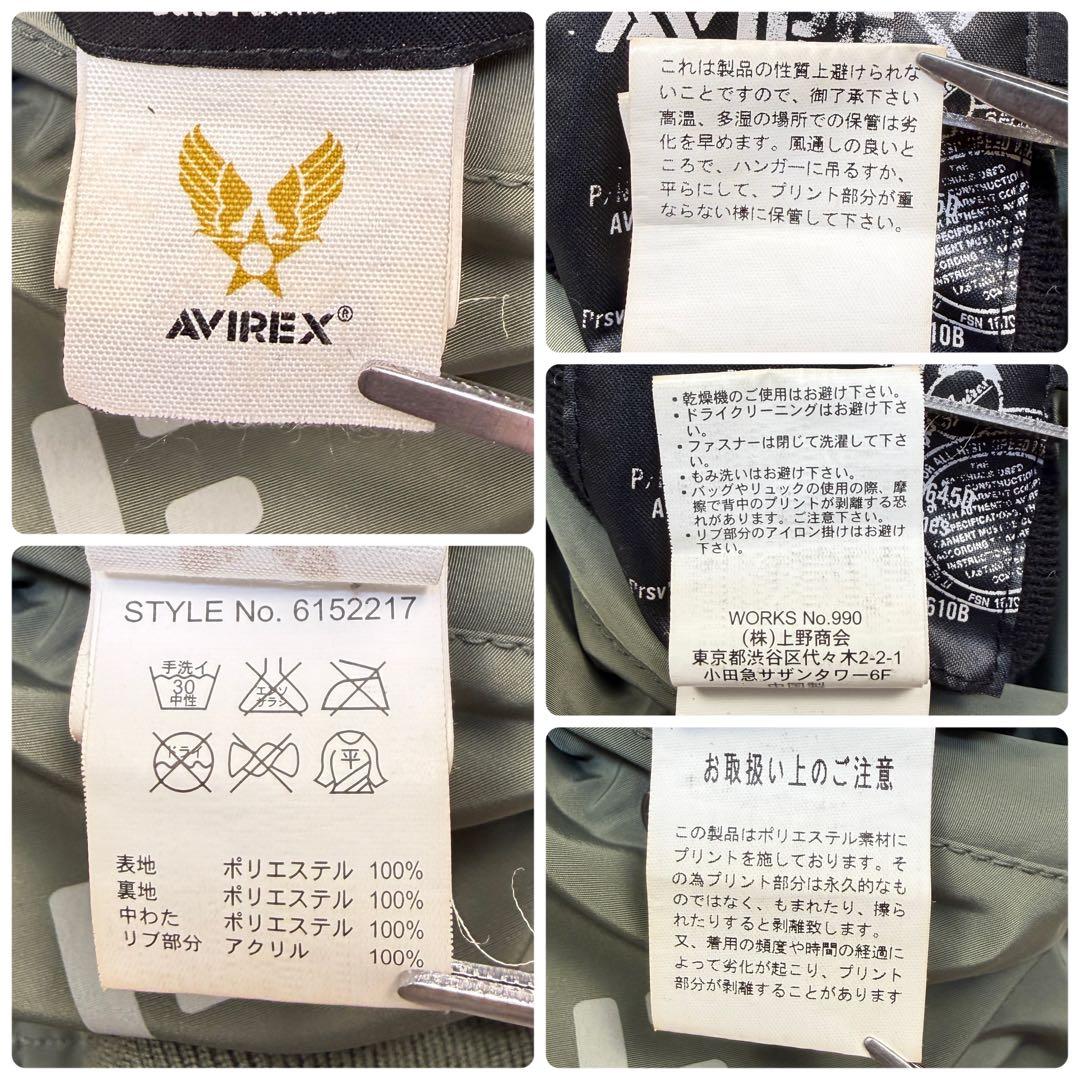 AVIREX®
STYLE No. 6152217
手洗イ
30
中性
エンソ
サラシ
ドライ
平
表地 ポリエステル 100%
裏地 ポリエステル 100%
中わた ポリエステル 100%
リブ部分 アクリル 100%
AVIREX
これは製品の性質上避けられな
いことですので、御了承下さい
高温、多湿の場所での保管は劣
化を早めます。風通しの良いと
ころで、ハンガーに吊るすか、
平らにして、プリント部分が重
ならない様に保管して下さい。
FSN
10B
・乾燥機のご使用はお避け下さい。
・ドライクリーニングはお避け下さ
い。
・ファスナーは閉じて洗濯して下さ
い。
・もみ洗いはお避け下さい。
・バッグやリュックの使用の際、摩
擦で背中のプリントが剥離する恐
れがあります。ご注意下さい。
・リブ部分のアイロン掛けはお避け
下さい。
WORKS No.990
(株)上野商会
東京都渋谷区代々木2-2-1
小田急サザンタワー6F
中国製
645D
FSN
610B
お取扱い上のご注意
この製品はポリエステル素材に
プリントを施しております。そ
の為プリント部分は永久的なも
のではなく、もまれたり、擦ら
れたりすると剥離致します。
又、着用の頻度や時間の経過に
よって劣化が起こり、プリント
部分が剥離することがあります